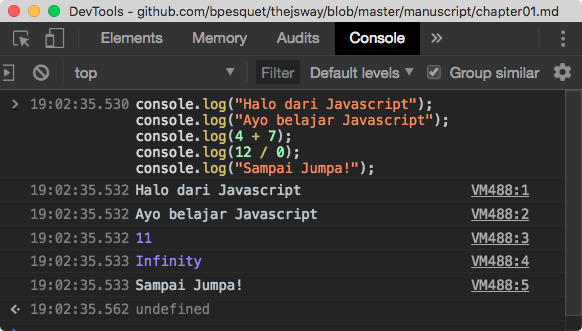 DevTools - github.com/bpesquet/thejsway/blob/master/manuscript/chapter01.md
Elements Memory Audits Console »
top Filter Default levels Group similar
19:02:35.530 console.log("Halo dari Javascript");
console.log("Ayo belajar Javascript");
console.log(4 + 7);
console.log(12 / 0);
console.log("Sampai Jumpa!");
19:02:35.532 Halo dari Javascript VM488:1
19:02:35.532 Ayo belajar Javascript VM488:2
19:02:35.532 11 VM488:3
19:02:35.533 Infinity VM488:4
19:02:35.533 Sampai Jumpa! VM488:5
19:02:35.562 undefined